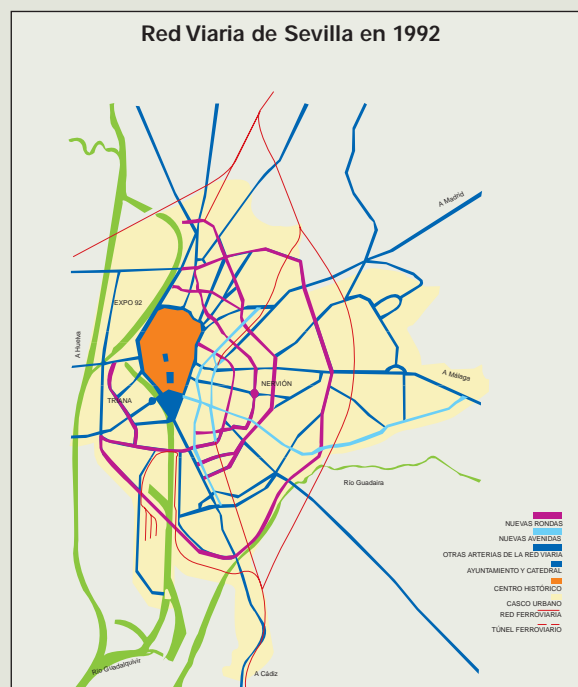 Red Viaria de Sevilla en 1992
A Madrid
EXPO 92
A Huelva
A Málaga
NERVIÓN
TRIANA
Río Guadaira
NUEVAS RONDAS
NUEVAS AVENIDAS
OTRAS ARTERIAS DE LA RED VIARIA
AYUNTAMIENTO Y CATEDRAL
CENTRO HISTÓRICO
CASCO URBANO
RED FERROVIARIA
TÚNEL FERROVIARIO
Río Guadalquivir
A Cádiz